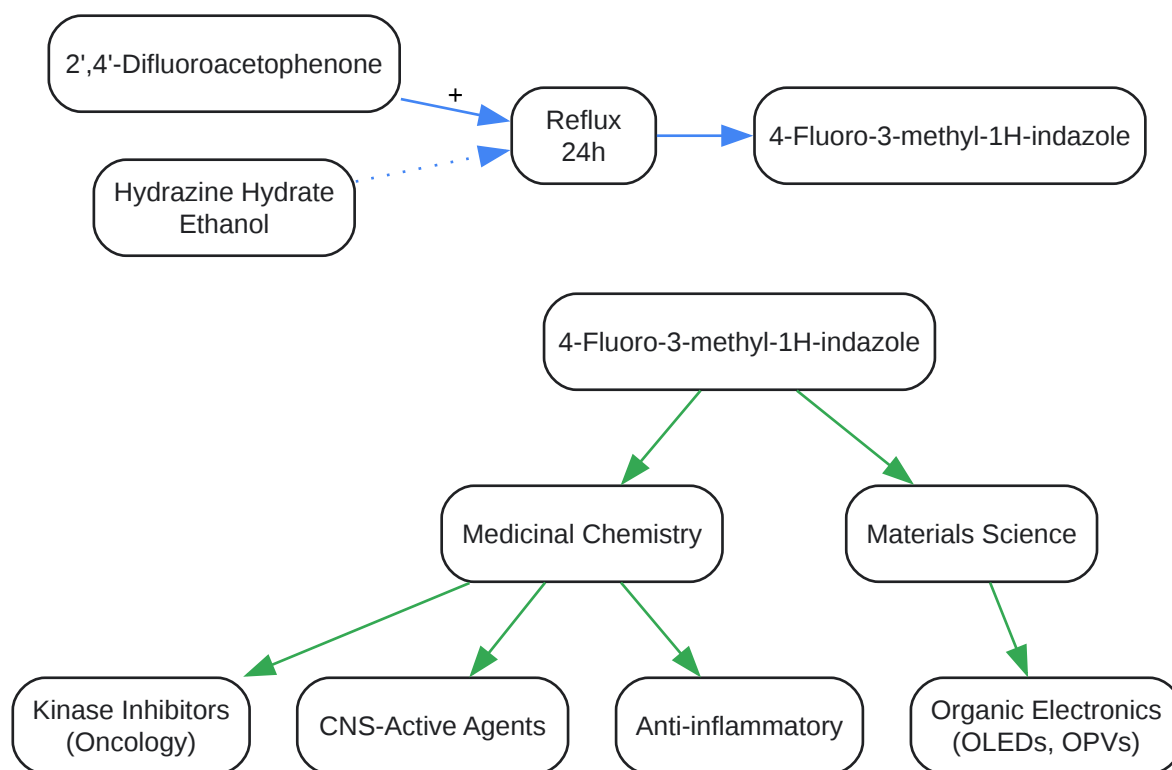 2',4'-Difluoroacetophenone
+
Hydrazine Hydrate
Ethanol
Reflux
24h
4-Fluoro-3-methyl-1H-indazole
4-Fluoro-3-methyl-1H-indazole
Medicinal Chemistry
Materials Science
Kinase Inhibitors
(Oncology)
CNS-Active Agents
Anti-inflammatory
Organic Electronics
(OLEDs, OPVs)